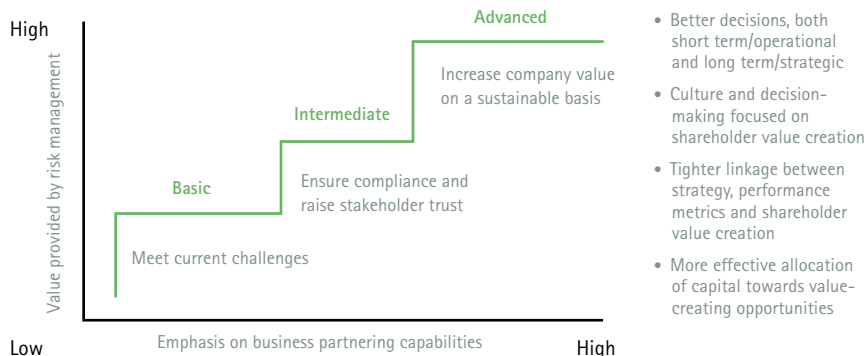 High
Value provided by risk management
Advanced
Increase company value
on a sustainable basis
Intermediate
Ensure compliance and
raise stakeholder trust
Basic
Meet current challenges
Low
Emphasis on business partnering capabilities
High
• Better decisions, both
short term/operational
and long term/strategic
• Culture and decision-
making focused on
shareholder value creation
• Tighter linkage between
strategy, performance
metrics and shareholder
value creation
• More effective allocation
of capital towards value-
creating opportunities